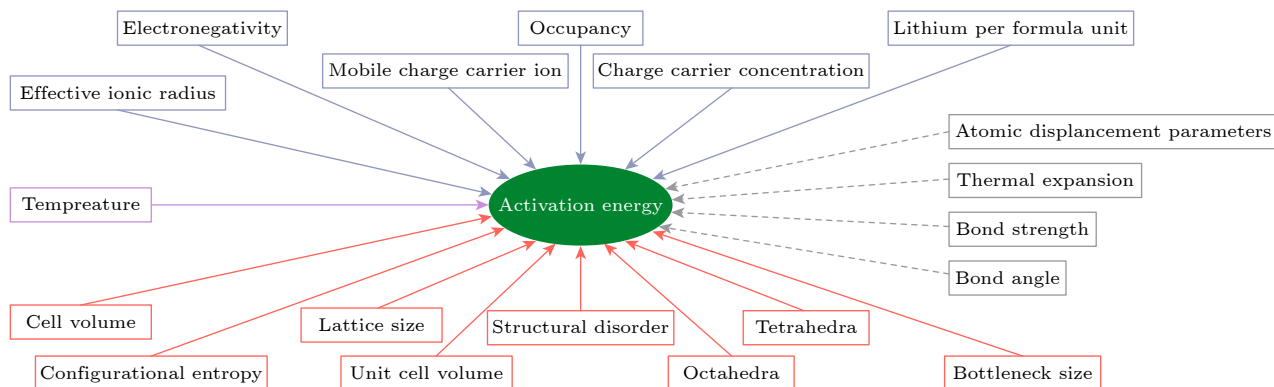 Electronegativity
Occupancy
Lithium per formula unit
Mobile charge carrier ion
Charge carrier concentration
Effective ionic radius
Atomic displancement parameters
Thermal expansion
Tempreature
Activation energy
Bond strength
Bond angle
Cell volume
Lattice size
Structural disorder
Tetrahedra
Configurational entropy
Unit cell volume
Octahedra
Bottleneck size